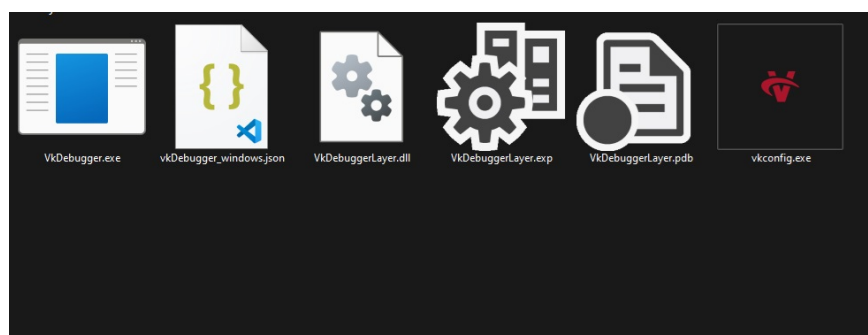 VkDebugger.exe
vkDebugger_windows.json
VkDebuggerLayer.dll
VkDebuggerLayer.exp
VkDebuggerLayer.pdb
vkconfig.exe